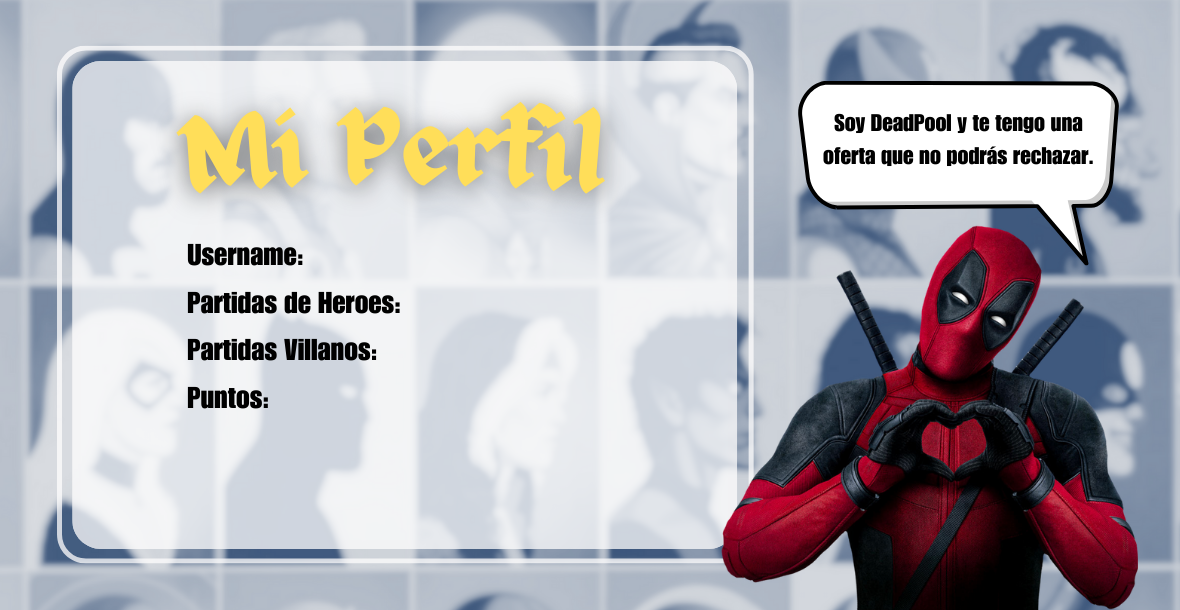 Mi Perfil
Username:
Partidas de Heroes:
Partidas Villanos:
Puntos:
Soy DeadPool y te tengo una
oferta que no podrás rechazar.